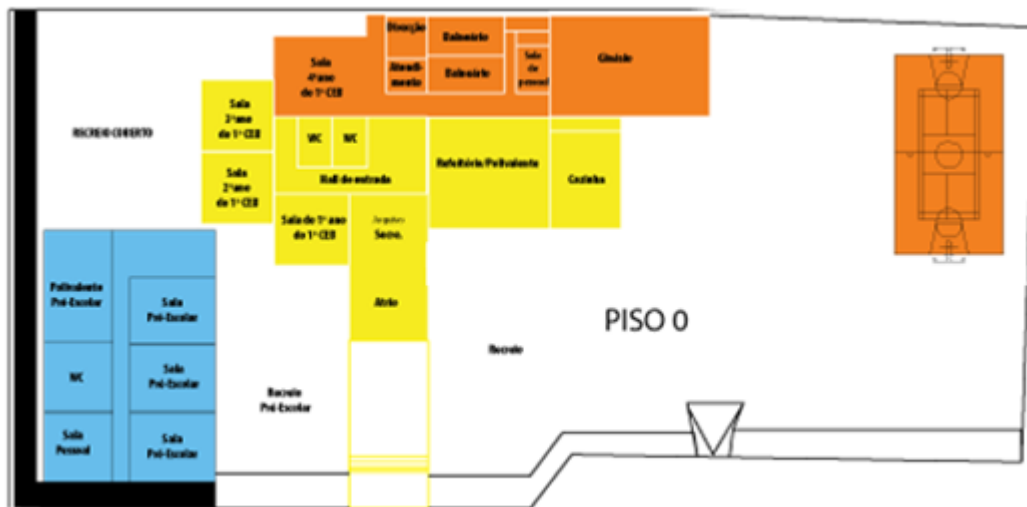 Direcção
Balneário
Atendi-
mento
Balneário
Sala
de
pessoal
Ginásio
Sala
4º ano
do 1º CEB
Sala
3º ano
do 1º CEB
RECREIO COBERTO
WC
WC
Hall de entrada
Refeitório/Polivalente
Cozinha
Sala
2º ano
do 1º CEB
Sala do 1º ano
do 1º CEB
Arquivo
Secre.
Átrio
Polivalente
Pré-Escolar
Sala
Pré-Escolar
WC
Sala
Pré-Escolar
Sala
Pessoal
Sala
Pré-Escolar
Recreio
Pré-Escolar
Recreio
PISO 0